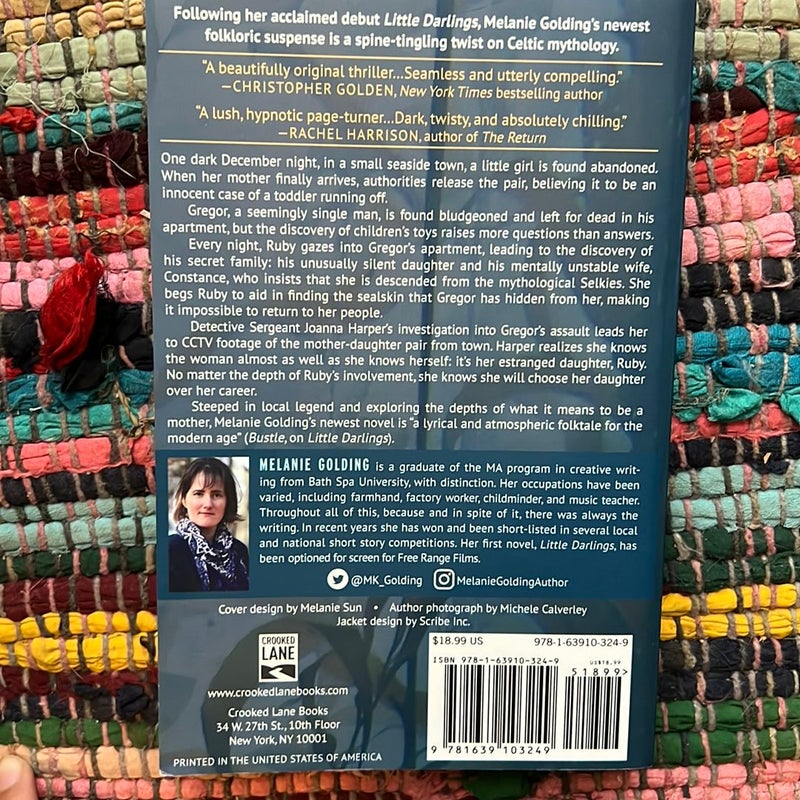 Following her acclaimed debut Little Darlings, Melanie Golding's newest
folkloric suspense is a spine-tingling twist on Celtic mythology.
"A beautifully original thriller...Seamless and utterly compelling."
—CHRISTOPHER GOLDEN, New York Times bestselling author
"A lush, hypnotic page-turner...Dark, twisty, and absolutely chilling."
—RACHEL HARRISON, author of The Return
One dark December night, in a small seaside town, a little girl is found abandoned.
When her mother finally arrives, authorities release the pair, believing it to be an
innocent case of a toddler running off.
Gregor, a seemingly single man, is found bludgeoned and left for dead in his
apartment, but the discovery of children's toys raises more questions than answers.
Every night, Ruby gazes into Gregor's apartment, leading to the discovery of
his secret family: his unusually silent daughter and his mentally unstable wife,
Constance, who insists that she is descended from the mythological Selkies. She
begs Ruby to aid in finding the sealskin that Gregor has hidden from her, making
it impossible to return to her people.
Detective Sergeant Joanna Harper's investigation into Gregor's assault leads her
to CCTV footage of the mother-daughter pair from town. Harper realizes she knows
the woman almost as well as she knows herself: it's her estranged daughter, Ruby.
No matter the depth of Ruby's involvement, she knows she will choose her daughter
over her career.
Steeped in local legend and exploring the depths of what it means to be a
mother, Melanie Golding's newest novel is "a lyrical and atmospheric folktale for the
modern age" (Bustle, on Little Darlings).
MELANIE GOLDING is a graduate of the MA program in creative writ-
ing from Bath Spa University, with distinction. Her occupations have been
varied, including farmhand, factory worker, childminder, and music teacher.
Throughout all of this, because and in spite of it, there was always the
writing. In recent years she has won and been short-listed in several local
and national short story competitions. Her first novel, Little Darlings, has
been optioned for screen for Free Range Films.
@MK_Golding MelanieGoldingAuthor
Cover design by Melanie Sun • Author photograph by Michele Calverley
Jacket design by Scribe Inc.
CROOKED
LANE
www.crookedlanebooks.com
Crooked Lane Books
34 W. 27th St., 10th Floor
New York, NY 10001
PRINTED IN THE UNITED STATES OF AMERICA
$18.99 US 978-1-63910-324-9
ISBN 978-1-63910-324-9 US$18.99
51899>
9 781639 103249